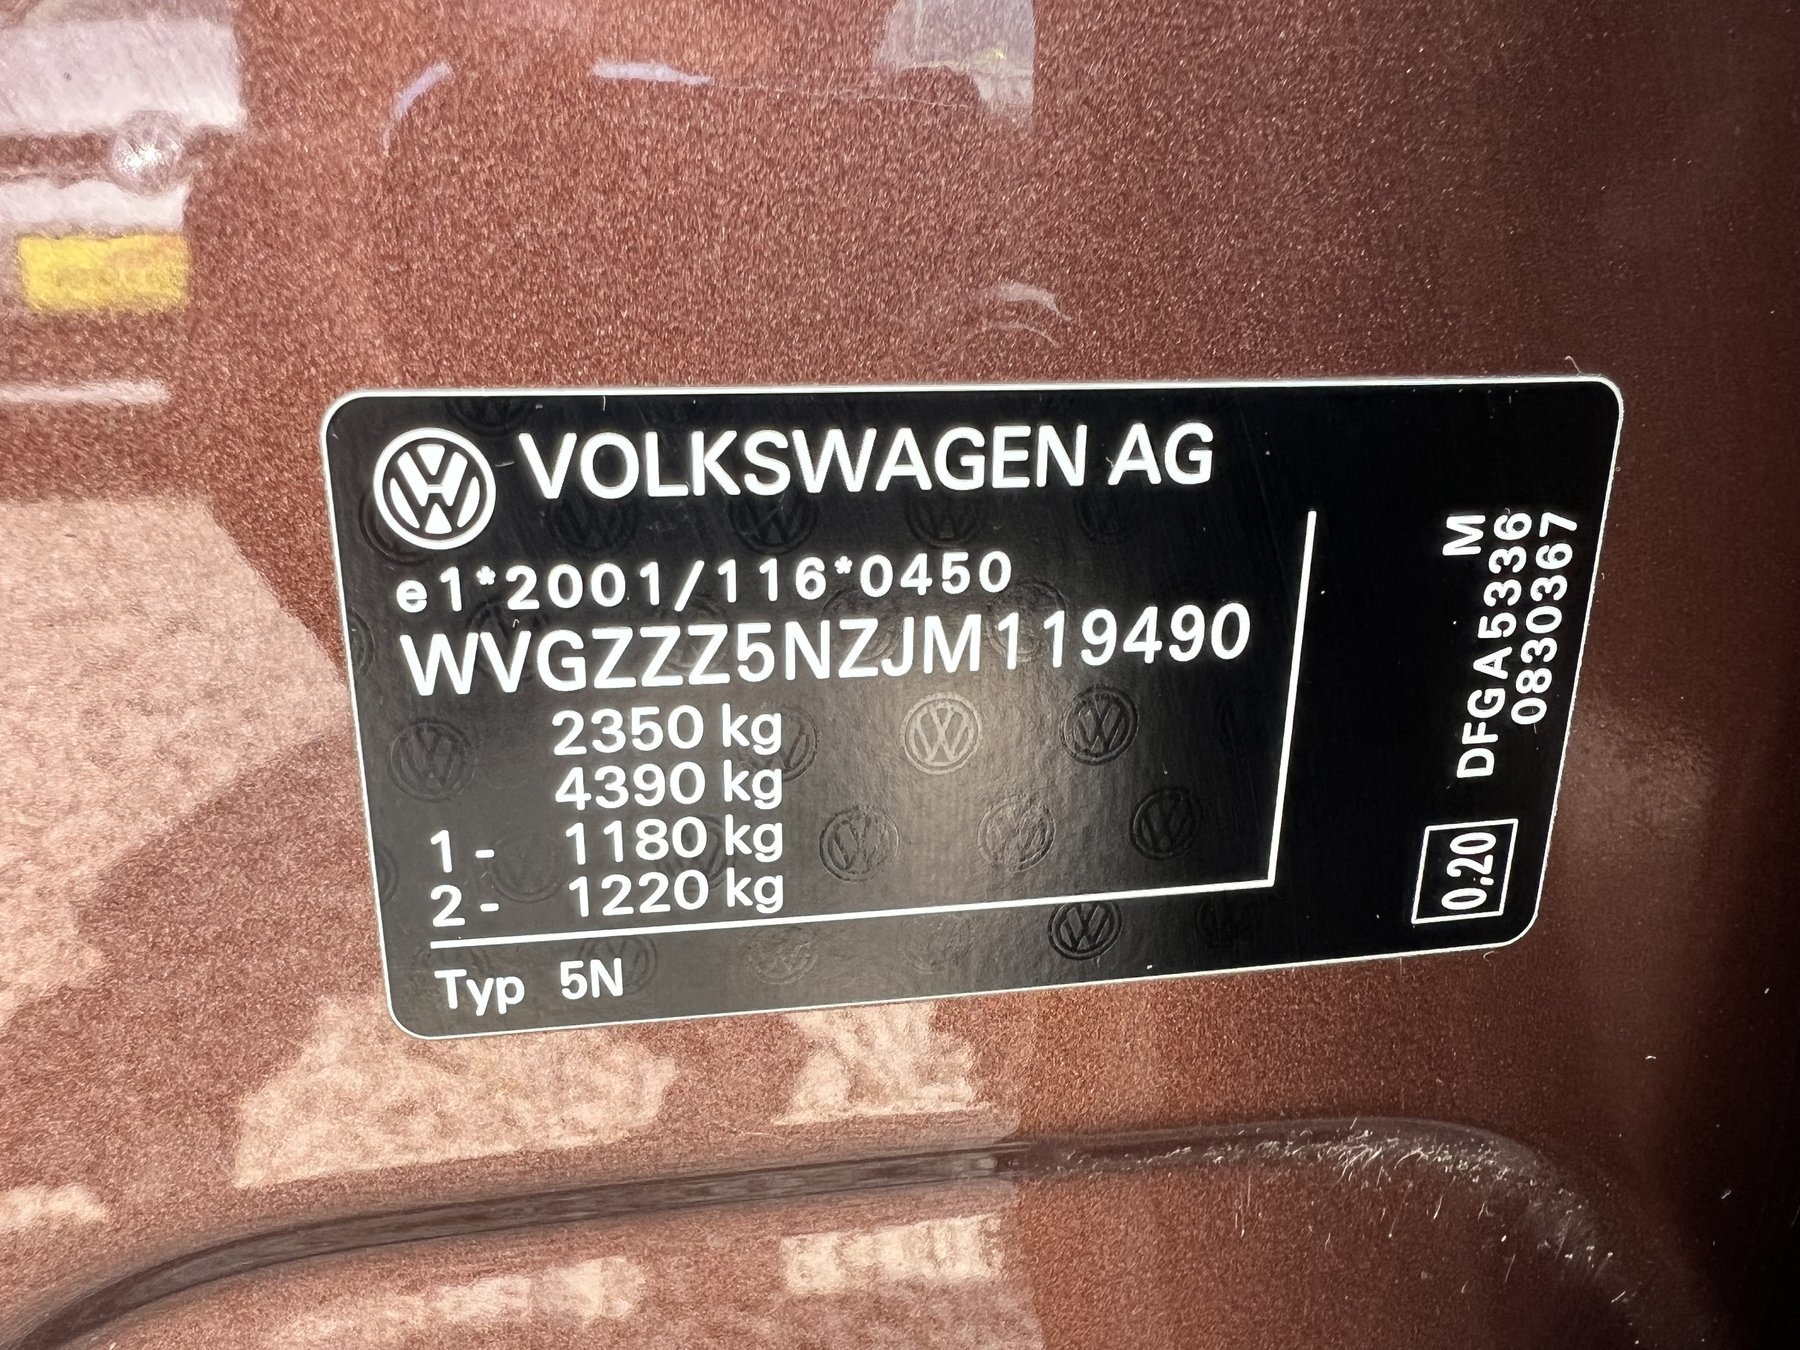 VOLKSWAGEN AG
e1*2001/116*0450
WVGZZZ5NZJM119490
2350 kg
4390 kg
1- 1180 kg
2- 1220 kg
Typ 5N
M
DFGA5336
0830367
0,20